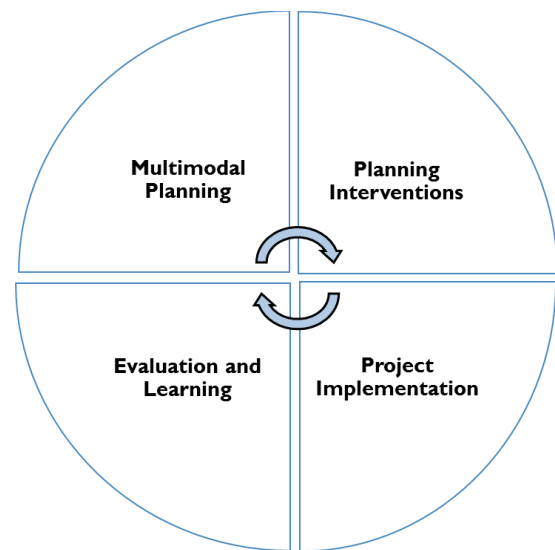 Multimodal
Planning
Planning
Interventions
Evaluation and
Learning
Project
Implementation